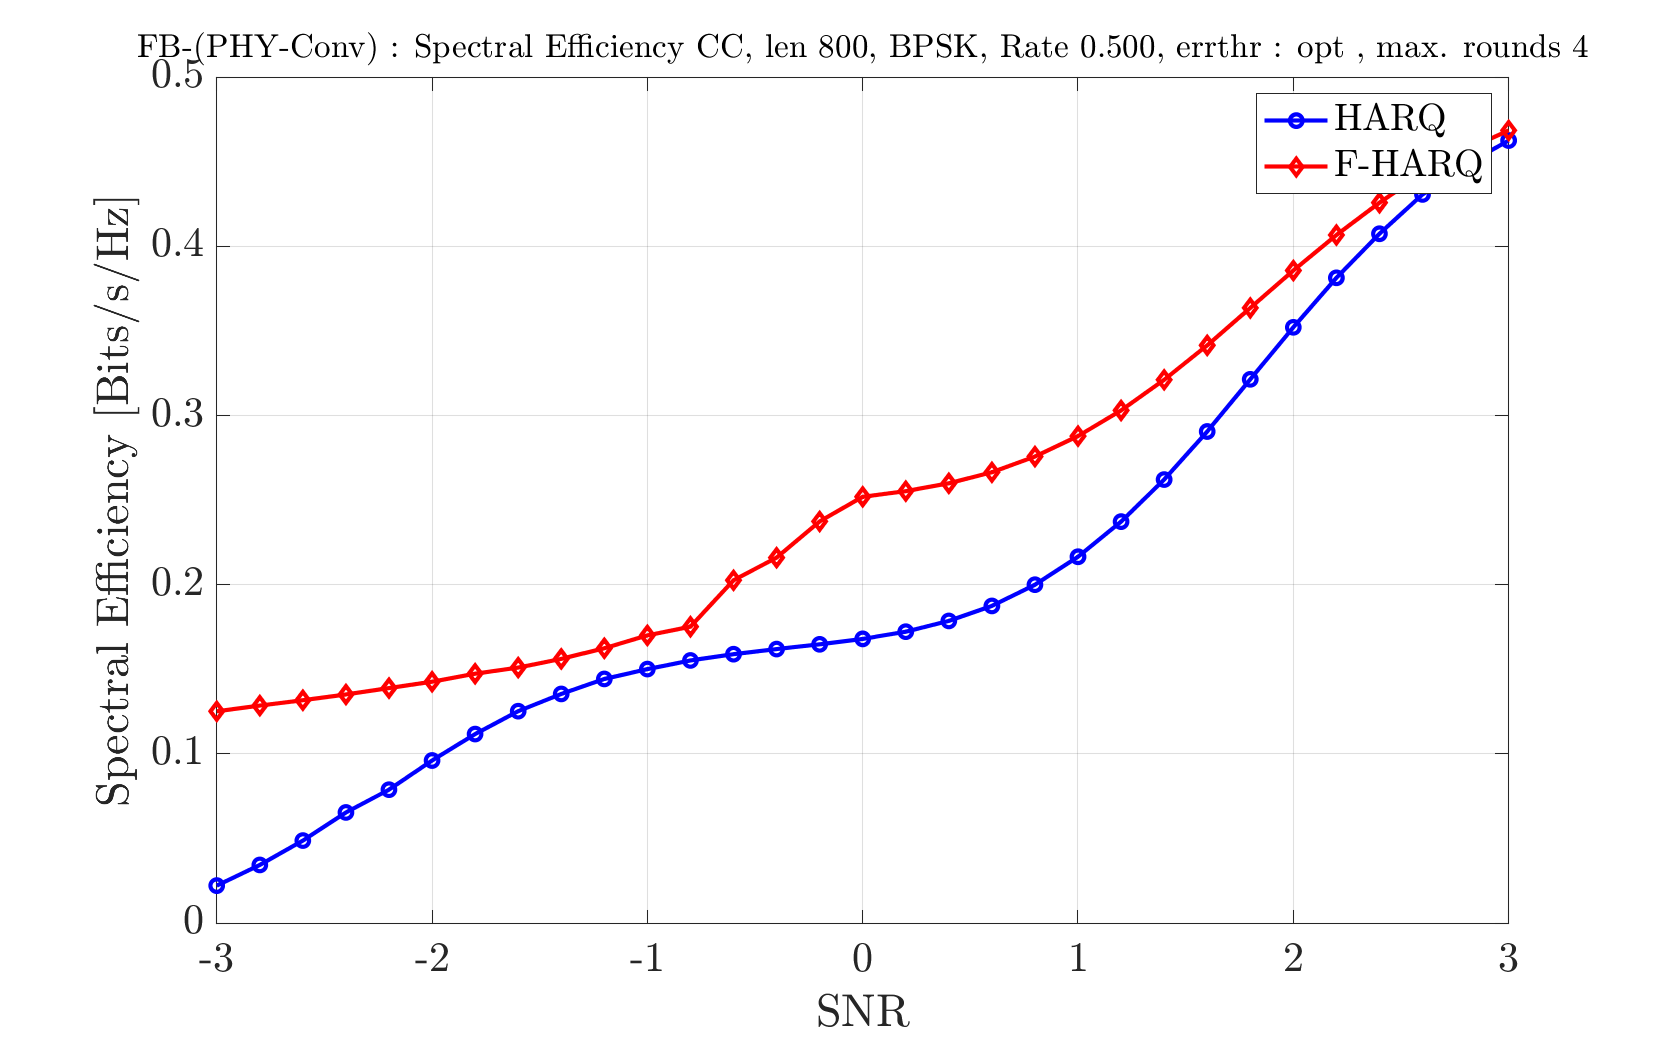 FB-(PHY-Conv) : Spectral Efficiency CC, len 800, BPSK, Rate 0.500, errthr : opt , max. rounds 4
HARQ
F-HARQ
Spectral Efficiency [Bits/s/Hz]
0.5
0.4
0.3
0.2
0.1
0
-3 -2 -1 0 1 2 3
SNR